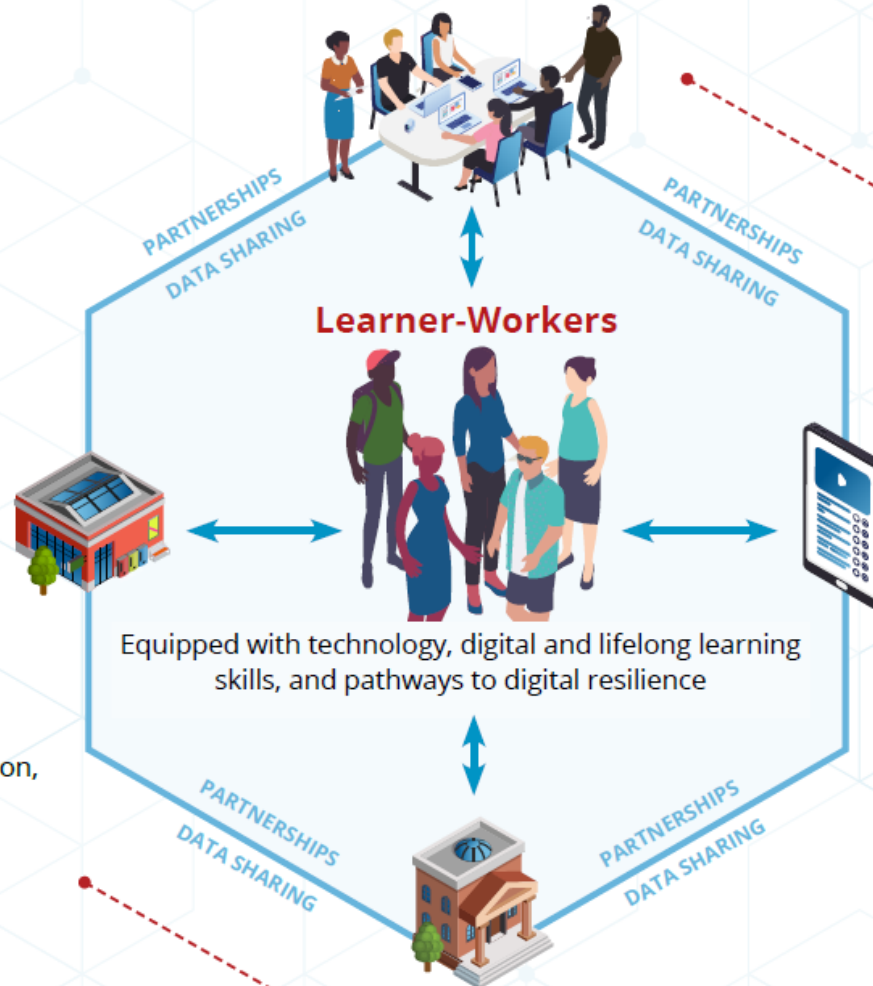 PARTNERSHIPS
DATA SHARING
PARTNERSHIPS
DATA SHARING
Learner-Workers
Equipped with technology, digital and lifelong learning
skills, and pathways to digital resilience
on,
PARTNERSHIPS
DATA SHARING
PARTNERSHIPS
DATA SHARING